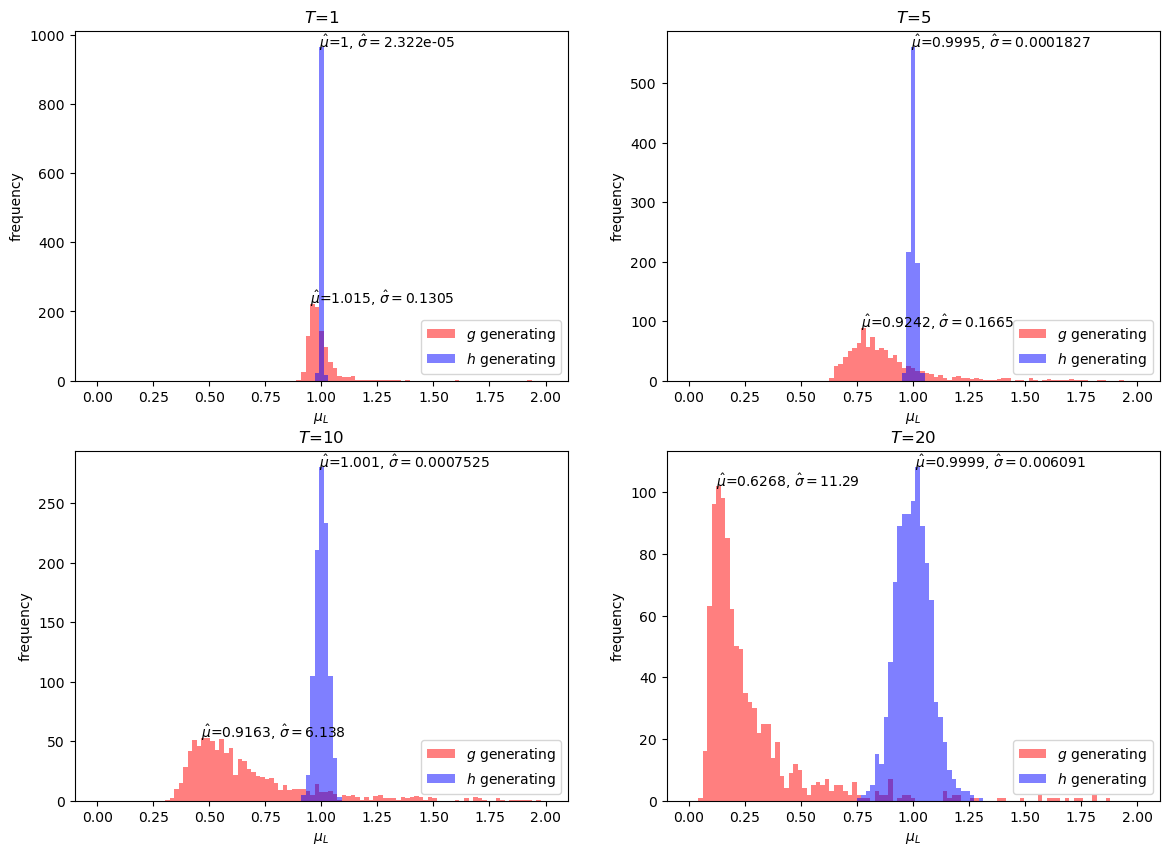 T=1
1000
800
600
400
200
0
frequency
μ̂=1, σ̂ = 2.322e-05
μ̂=1.015, σ̂ = 0.1305
g generating
h generating
0.00 0.25 0.50 0.75 1.00 1.25 1.50 1.75 2.00
T=5
500
400
300
200
100
0
frequency
μ̂=0.9995, σ̂ = 0.0001827
μ̂=0.9242, σ̂ = 0.1665
g generating
h generating
0.00 0.25 0.50 0.75 1.00 1.25 1.50 1.75 2.00
μ_L
μ_L
T=10
250
200
150
100
50
0
frequency
μ̂=1.001, σ̂ = 0.0007525
μ̂=0.9163, σ̂ = 6.138
g generating
h generating
0.00 0.25 0.50 0.75 1.00 1.25 1.50 1.75 2.00
μ_L
T=20
100
80
60
40
20
0
frequency
μ̂=0.9999, σ̂ = 0.006091
μ̂=0.6268, σ̂ = 11.29
g generating
h generating
0.00 0.25 0.50 0.75 1.00 1.25 1.50 1.75 2.00
μ_L